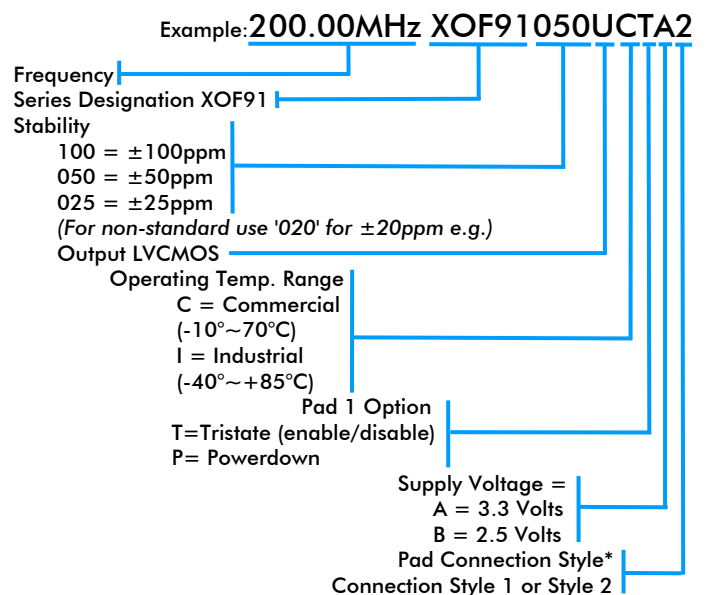 Example: 200.00MHz XOF91050UCTA2
Frequency
Series Designation XOF91
Stability
100 = ±100ppm
050 = ±50ppm
025 = ±25ppm
(For non-standard use '020' for ±20ppm e.g.)
Output LVCMOS
Operating Temp. Range
C = Commercial
(-10°~70°C)
I = Industrial
(-40°~+85°C)
Pad 1 Option
T=Tristate (enable/disable)
P= Powerdown
Supply Voltage =
A = 3.3 Volts
B = 2.5 Volts
Pad Connection Style*
Connection Style 1 or Style 2